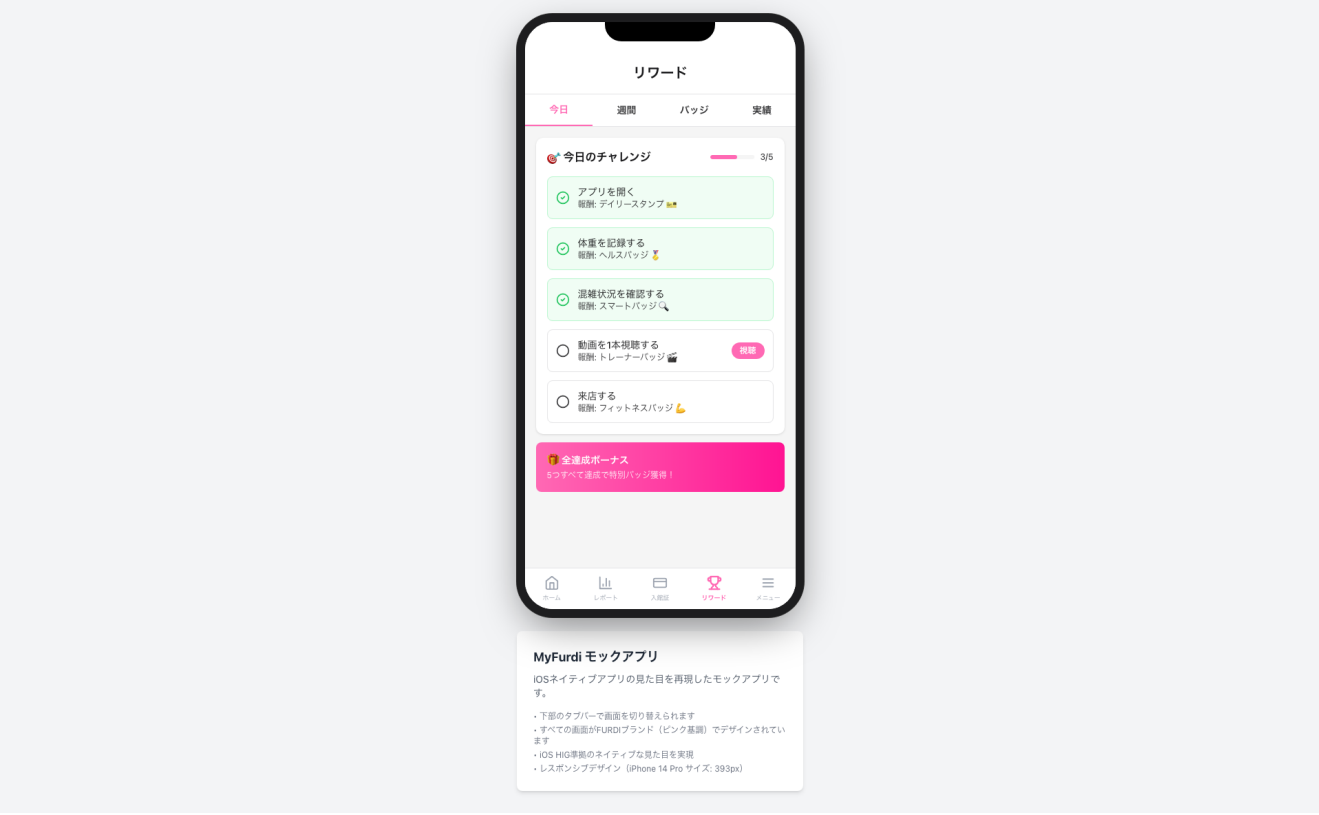 リワード
今日 週間 バッジ 実績
🎯 今日のチャレンジ 3/5
アプリを開く
報酬: デイリースタンプ 🎫
体重を記録する
報酬: ヘルスバッジ 🏅
混雑状況を確認する
報酬: スマートバッジ 🔍
動画を1本視聴する
報酬: トレーナーバッジ 🎬
視聴
来店する
報酬: フィットネスバッジ 💪
🎁 全達成ボーナス
5つすべて達成で特別バッジ獲得！
ホーム レポート 入館証 リワード メニュー
MyFurdi モックアプリ
iOSネイティブアプリの見た目を再現したモックアプリで
す。
• 下部のタブバーで画面を切り替えられます
• すべての画面がFURDIブランド（ピンク基調）でデザインされてい
ます
• iOS HIG準拠のネイティブな見た目を実現
• レスポンシブデザイン（iPhone 14 Pro サイズ: 393px）